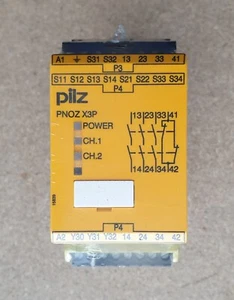 A1 S31 S32 13 23 33 41
P3
S11 S12 S13 S14 S21 S22 S33 S34
P4
pilz
PNOZ X3P
POWER
CH.1
CH.2
13 23 33 41
14 24 34 42
P4
A2 Y30 Y31 Y32 14 24 34 42